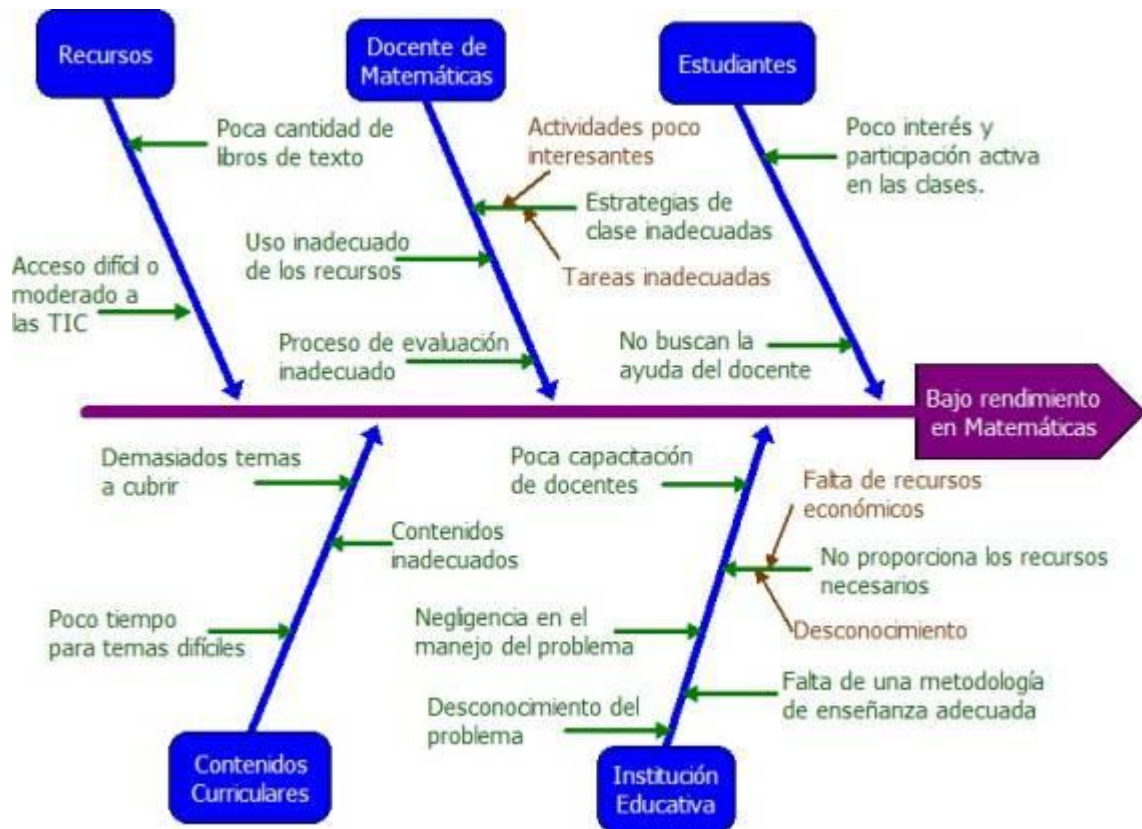 Recursos
Docente de
Matemáticas
Estudiantes
Poca cantidad de
libros de texto
Actividades poco
interesantes
Poco interés y
participación activa
en las clases.
Estrategias de
clase inadecuadas
Uso inadecuado
de los recursos
Tareas inadecuadas
Acceso difícil o
moderado a
las TIC
Proceso de evaluación
inadecuado
No buscan la
ayuda del docente
Bajo rendimiento
en Matemáticas
Demasiados temas
a cubrir
Poca capacitación
de docentes
Falta de recursos
económicos
Contenidos
inadecuados
No proporciona los recursos
necesarios
Poco tiempo
para temas difíciles
Negligencia en el
manejo del problema
Desconocimiento
Falta de una metodología
de enseñanza adecuada
Desconocimiento del
problema
Contenidos
Curriculares
Institución
Educativa